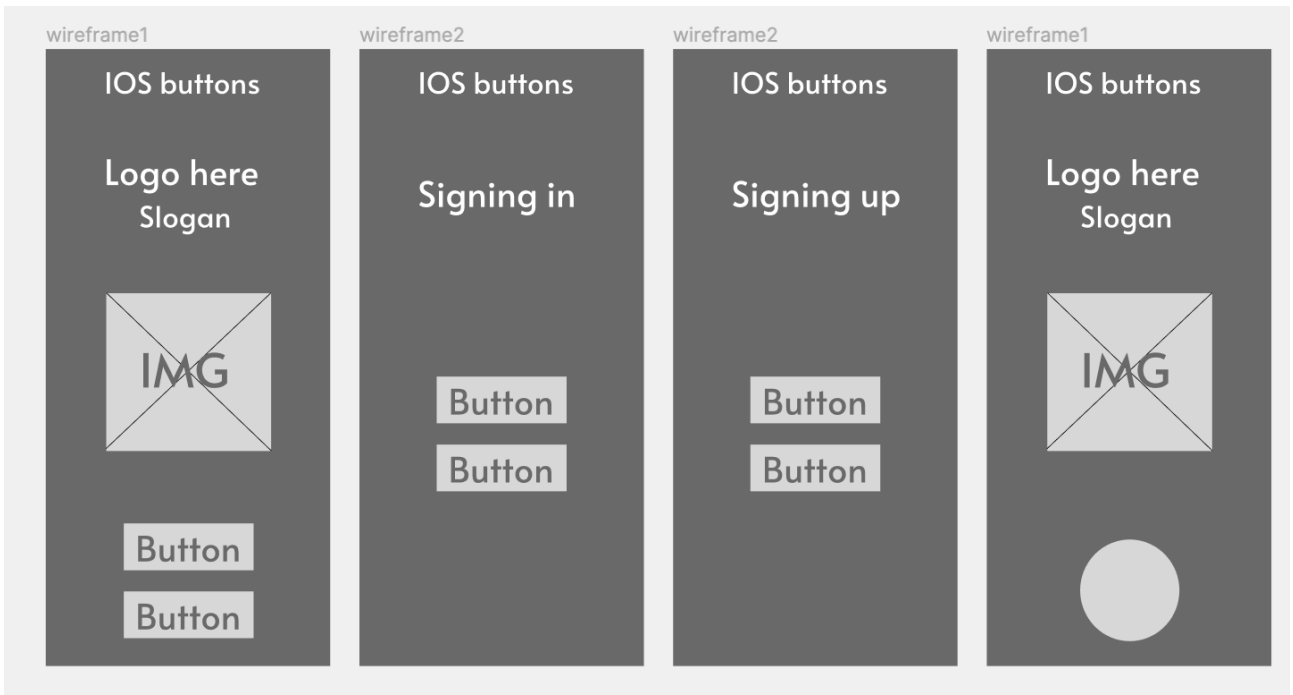 wireframe1
IOS buttons
Logo here
Slogan
IMG
Button
Button
wireframe2
IOS buttons
Signing in
Button
Button
wireframe2
IOS buttons
Signing up
Button
Button
wireframe1
IOS buttons
Logo here
Slogan
IMG